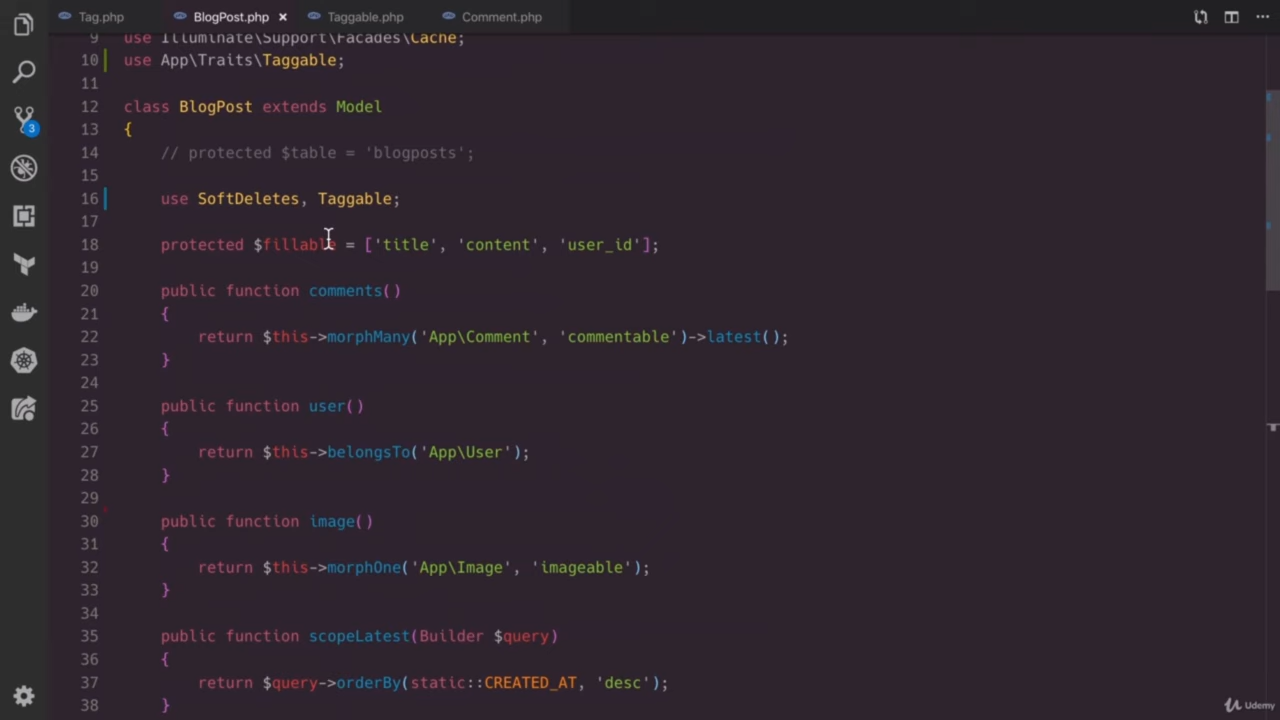 Tag.php BlogPost.php × Taggable.php Comment.php
9 use Illuminate\Support\Facades\Cache;
10 use App\Traits\Taggable;
11
12 class BlogPost extends Model
13 {
14 // protected $table = 'blogposts';
15
16 use SoftDeletes, Taggable;
17
18 protected $fillable = ['title', 'content', 'user_id'];
19
20 public function comments()
21 {
22 return $this->morphMany('App\Comment', 'commentable')->latest();
23 }
24
25 public function user()
26 {
27 return $this->belongsTo('App\User');
28 }
29
30 public function image()
31 {
32 return $this->morphOne('App\Image', 'imageable');
33 }
34
35 public function scopeLatest(Builder $query)
36 {
37 return $query->orderBy(static::CREATED_AT, 'desc');
38 }
3
Udemy